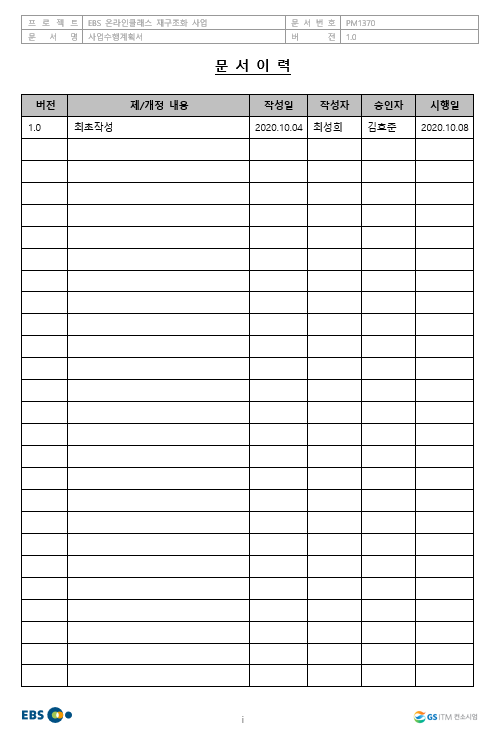 프 로 젝 트 EBS 온라인클래스 재구조화 사업 문 서 번 호 PM1370
문 서 명 사업수행계획서 버 전 1.0
문 서 이 력
버전 제/개정 내용 작성일 작성자 승인자 시행일
1.0 최초작성 2020.10.04 최성희 김효준 2020.10.08
EBS i GS ITM 컨소시엄